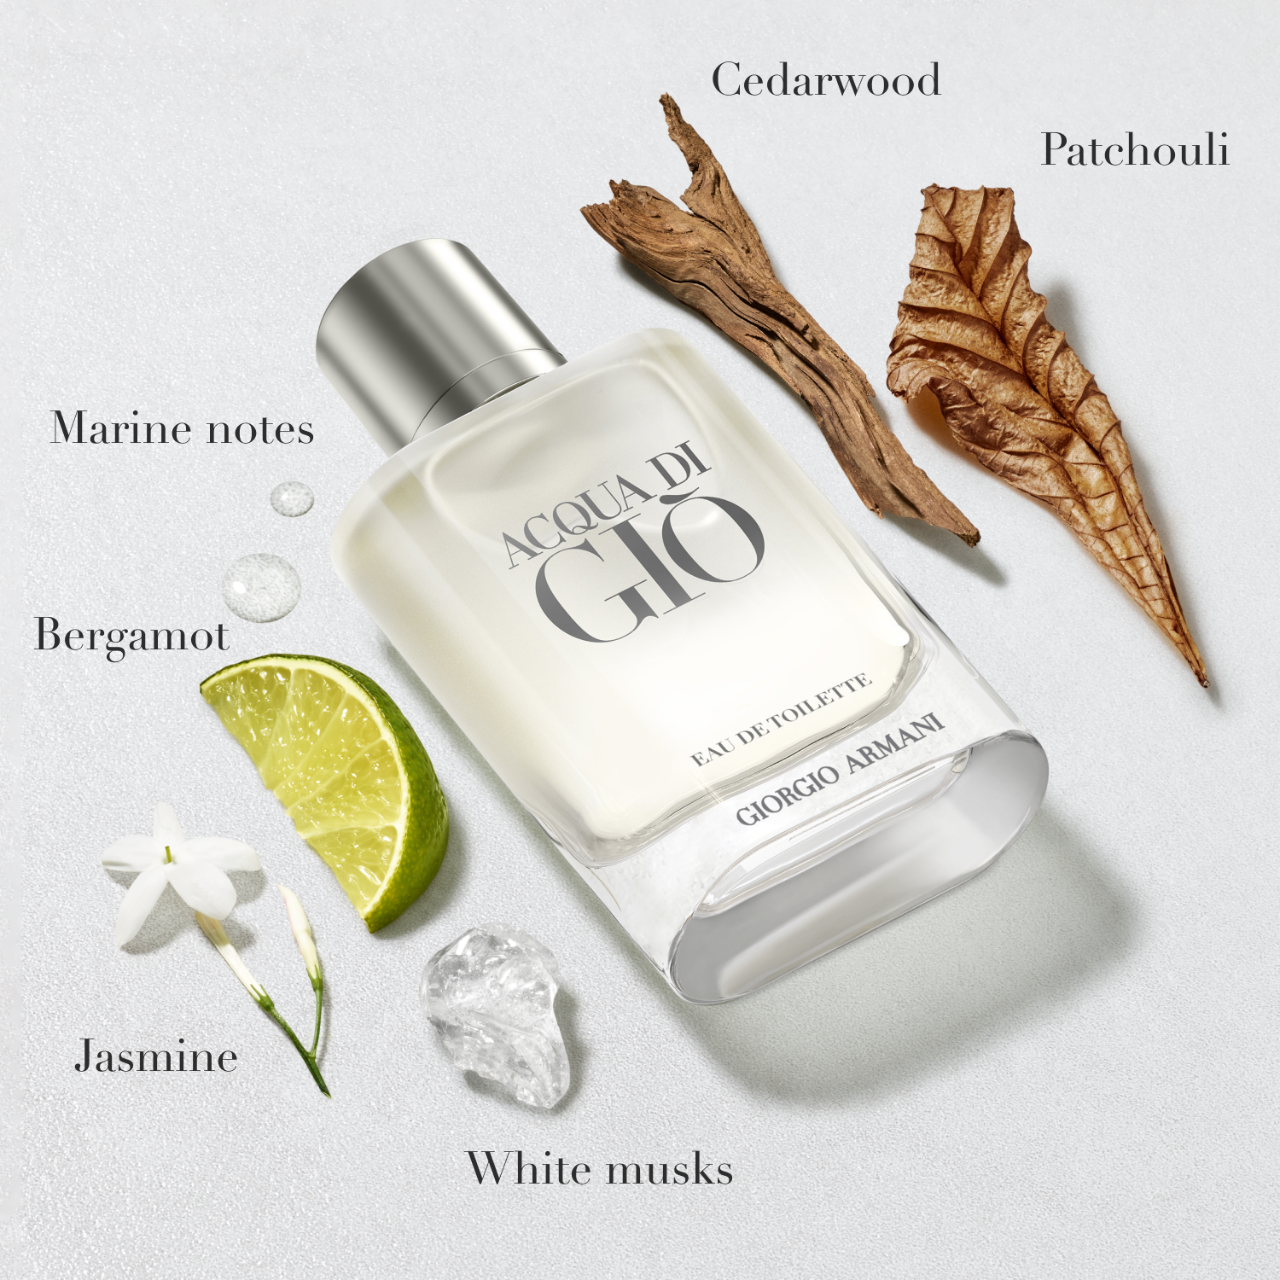 Cedarwood
Patchouli
Marine notes
ACQUA DI
GIÒ
Bergamot
EAU DE TOILETTE
GIORGIO ARMANI
Jasmine
White musks